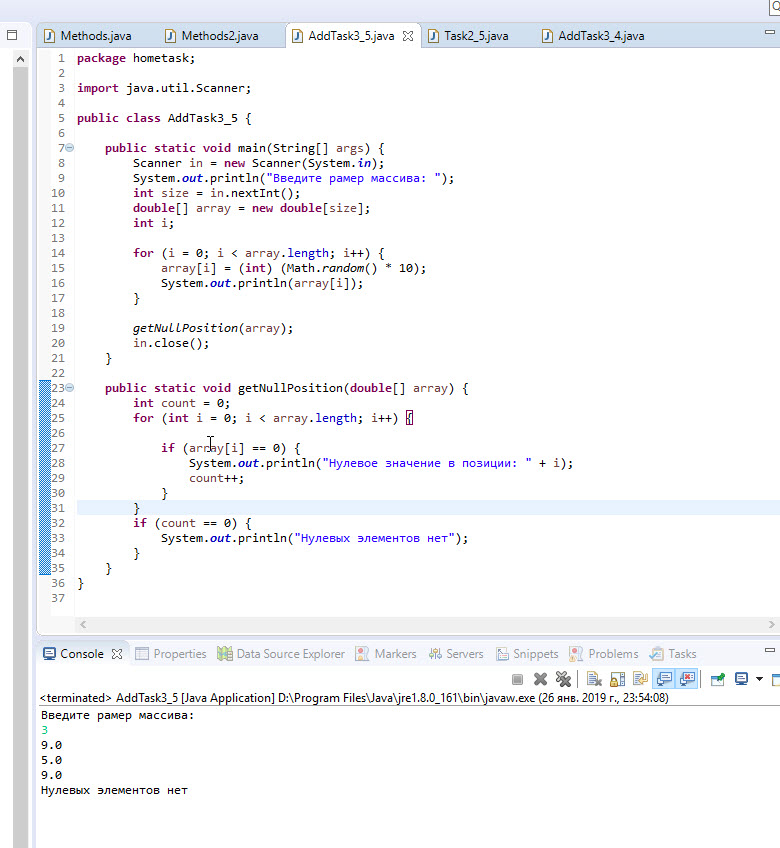 Methods.java Methods2.java AddTask3_5.java Task2_5.java AddTask3_4.java
1 package hometask;
2
3 import java.util.Scanner;
4
5 public class AddTask3_5 {
6
7 public static void main(String[] args) {
8 Scanner in = new Scanner(System.in);
9 System.out.println("Введите рамер массива: ");
10 int size = in.nextInt();
11 double[] array = new double[size];
12 int i;
13
14 for (i = 0; i < array.length; i++) {
15 array[i] = (int) (Math.random() * 10);
16 System.out.println(array[i]);
17 }
18
19 getNullPosition(array);
20 in.close();
21 }
22
23 public static void getNullPosition(double[] array) {
24 int count = 0;
25 for (int i = 0; i < array.length; i++) {
26
27 if (array[i] == 0) {
28 System.out.println("Нулевое значение в позиции: " + i);
29 count++;
30 }
31 }
32 if (count == 0) {
33 System.out.println("Нулевых элементов нет");
34 }
35 }
36 }
37
Console Properties Data Source Explorer Markers Servers Snippets Problems Tasks
<terminated> AddTask3_5 [Java Application] D:\Program Files\Java\jre1.8.0_161\bin\javaw.exe (26 янв. 2019 г., 23:54:08)
Введите рамер массива:
3
9.0
5.0
9.0
Нулевых элементов нет